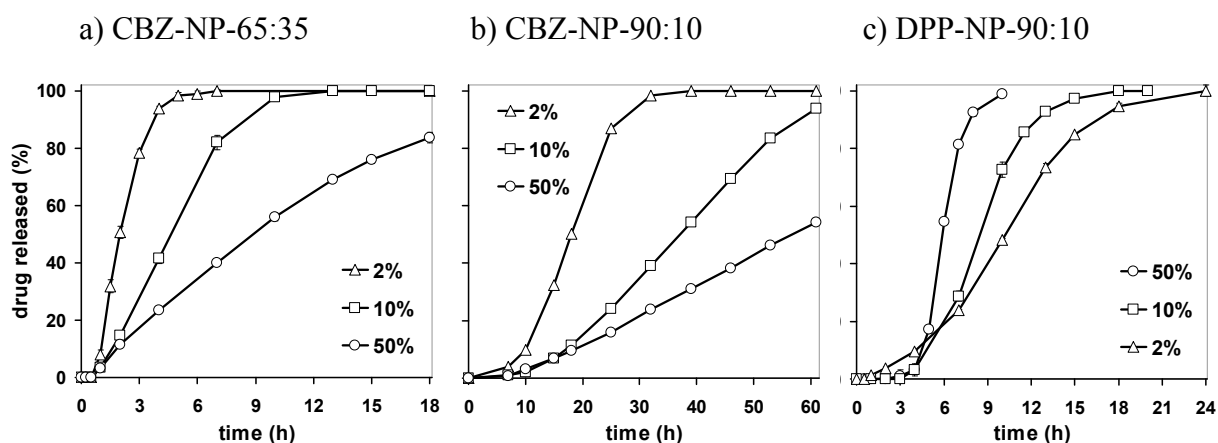 a) CBZ-NP-65:35
b) CBZ-NP-90:10
c) DPP-NP-90:10
drug released (%)
100
80
60
40
20
0
2%
10%
50%
0 3 6 9 12 15 18
time (h)
2%
10%
50%
0 10 20 30 40 50 60
time (h)
50%
10%
2%
0 3 6 9 12 15 18 21 24
time (h)